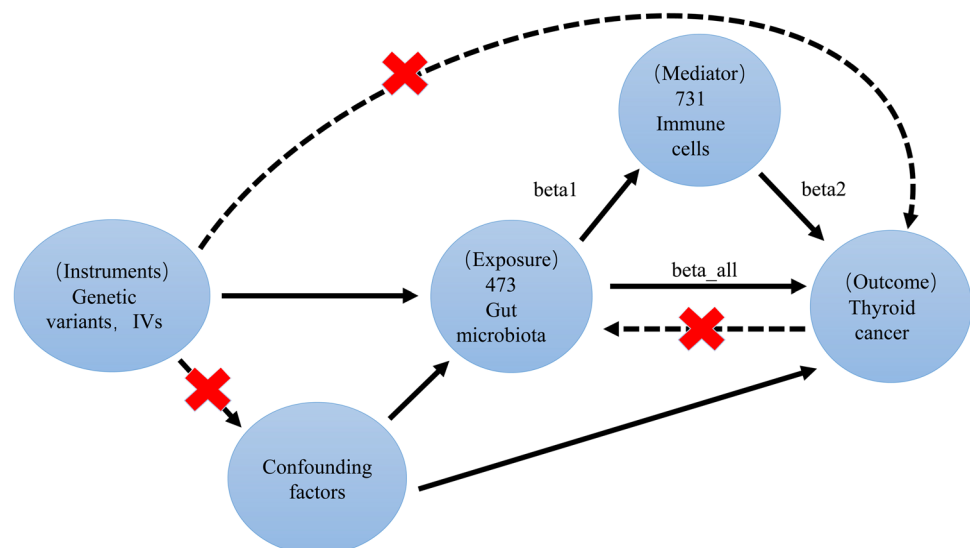 (Mediator)
731
Immune
cells
beta1
beta2
(Instruments)
Genetic
variants, IVs
(Exposure)
473
Gut
microbiota
beta_all
(Outcome)
Thyroid
cancer
Confounding
factors